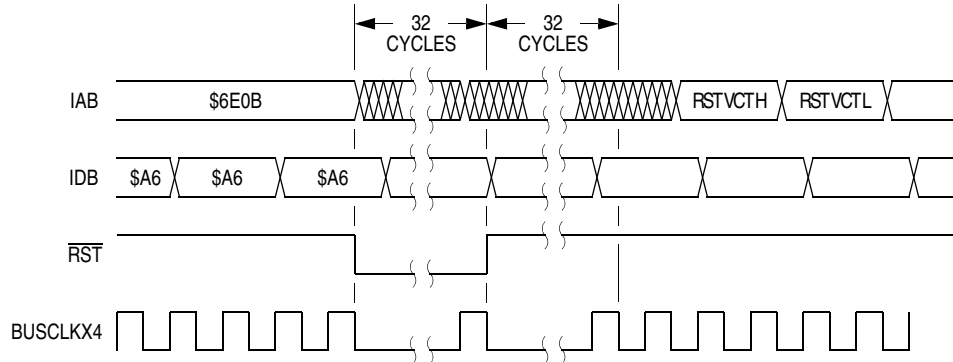 32
CYCLES
32
CYCLES
IAB
$6E0B
RSTVCTH
RSTVCTL
IDB
$A6
$A6
$A6
RST
BUSCLKX4